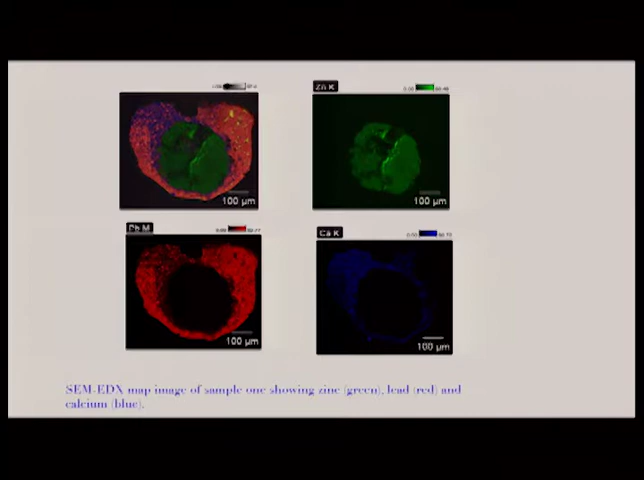 Zn K
100 µm
100 µm
Pb M
Ca K
100 µm
100 µm
SEM-EDX map image of sample one showing zinc (green), lead (red) and
calcium (blue).